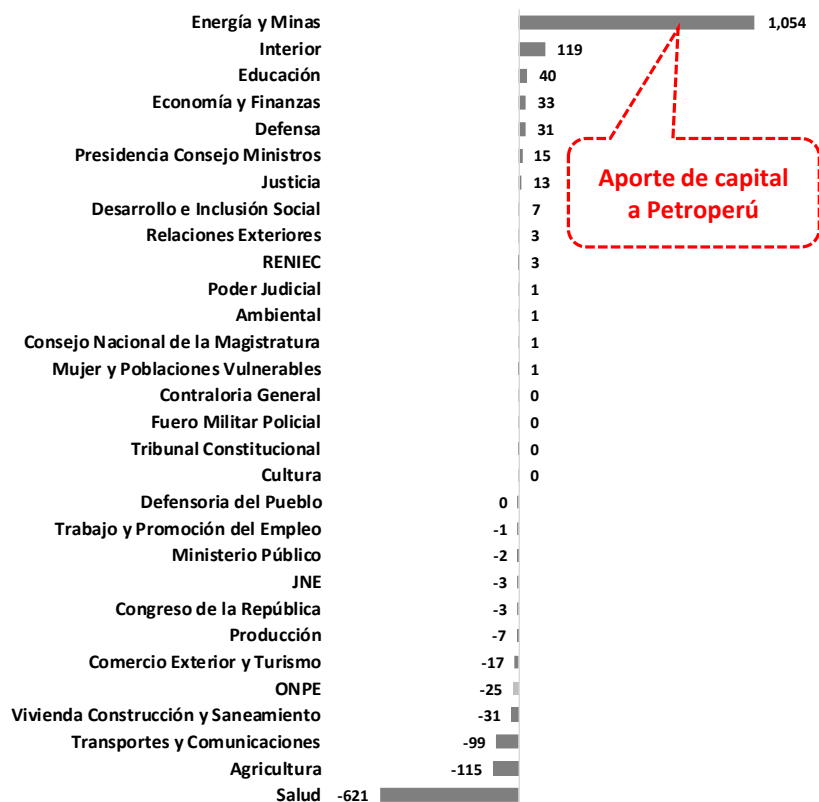 Energía y Minas 1,054
Interior 119
Educación 40
Economía y Finanzas 33
Defensa 31
Presidencia Consejo Ministros 15
Justicia 13
Aporte de capital
a Petroperú
Desarrollo e Inclusión Social 7
Relaciones Exteriores 3
RENIEC 3
Poder Judicial 1
Ambiental 1
Consejo Nacional de la Magistratura 1
Mujer y Poblaciones Vulnerables 1
Contraloria General 0
Fuero Militar Policial 0
Tribunal Constitucional 0
Cultura 0
Defensoria del Pueblo 0
Trabajo y Promoción del Empleo -1
Ministerio Público -2
JNE -3
Congreso de la República -3
Producción -7
Comercio Exterior y Turismo -17
ONPE -25
Vivienda Construcción y Saneamiento -31
Transportes y Comunicaciones -99
Agricultura -115
Salud -621